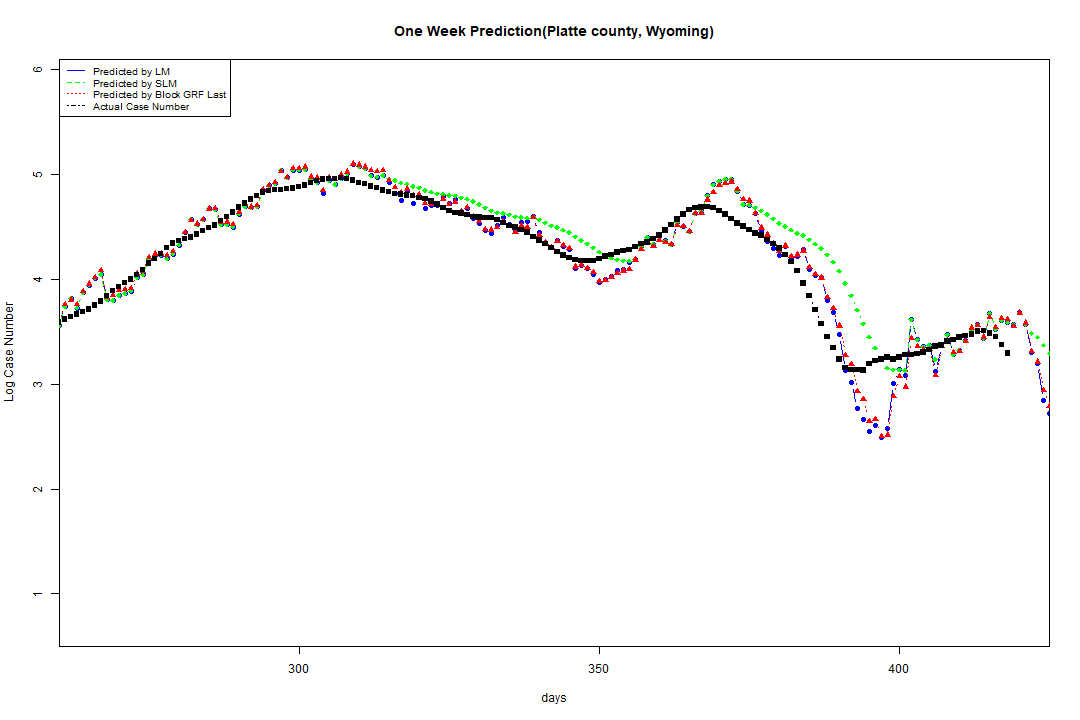 One Week Prediction(Platte county, Wyoming)
Predicted by LM
Predicted by SLM
Predicted by Block GRF Last
Actual Case Number
6
5
4
3
2
1
Log Case Number
300
350
400
days